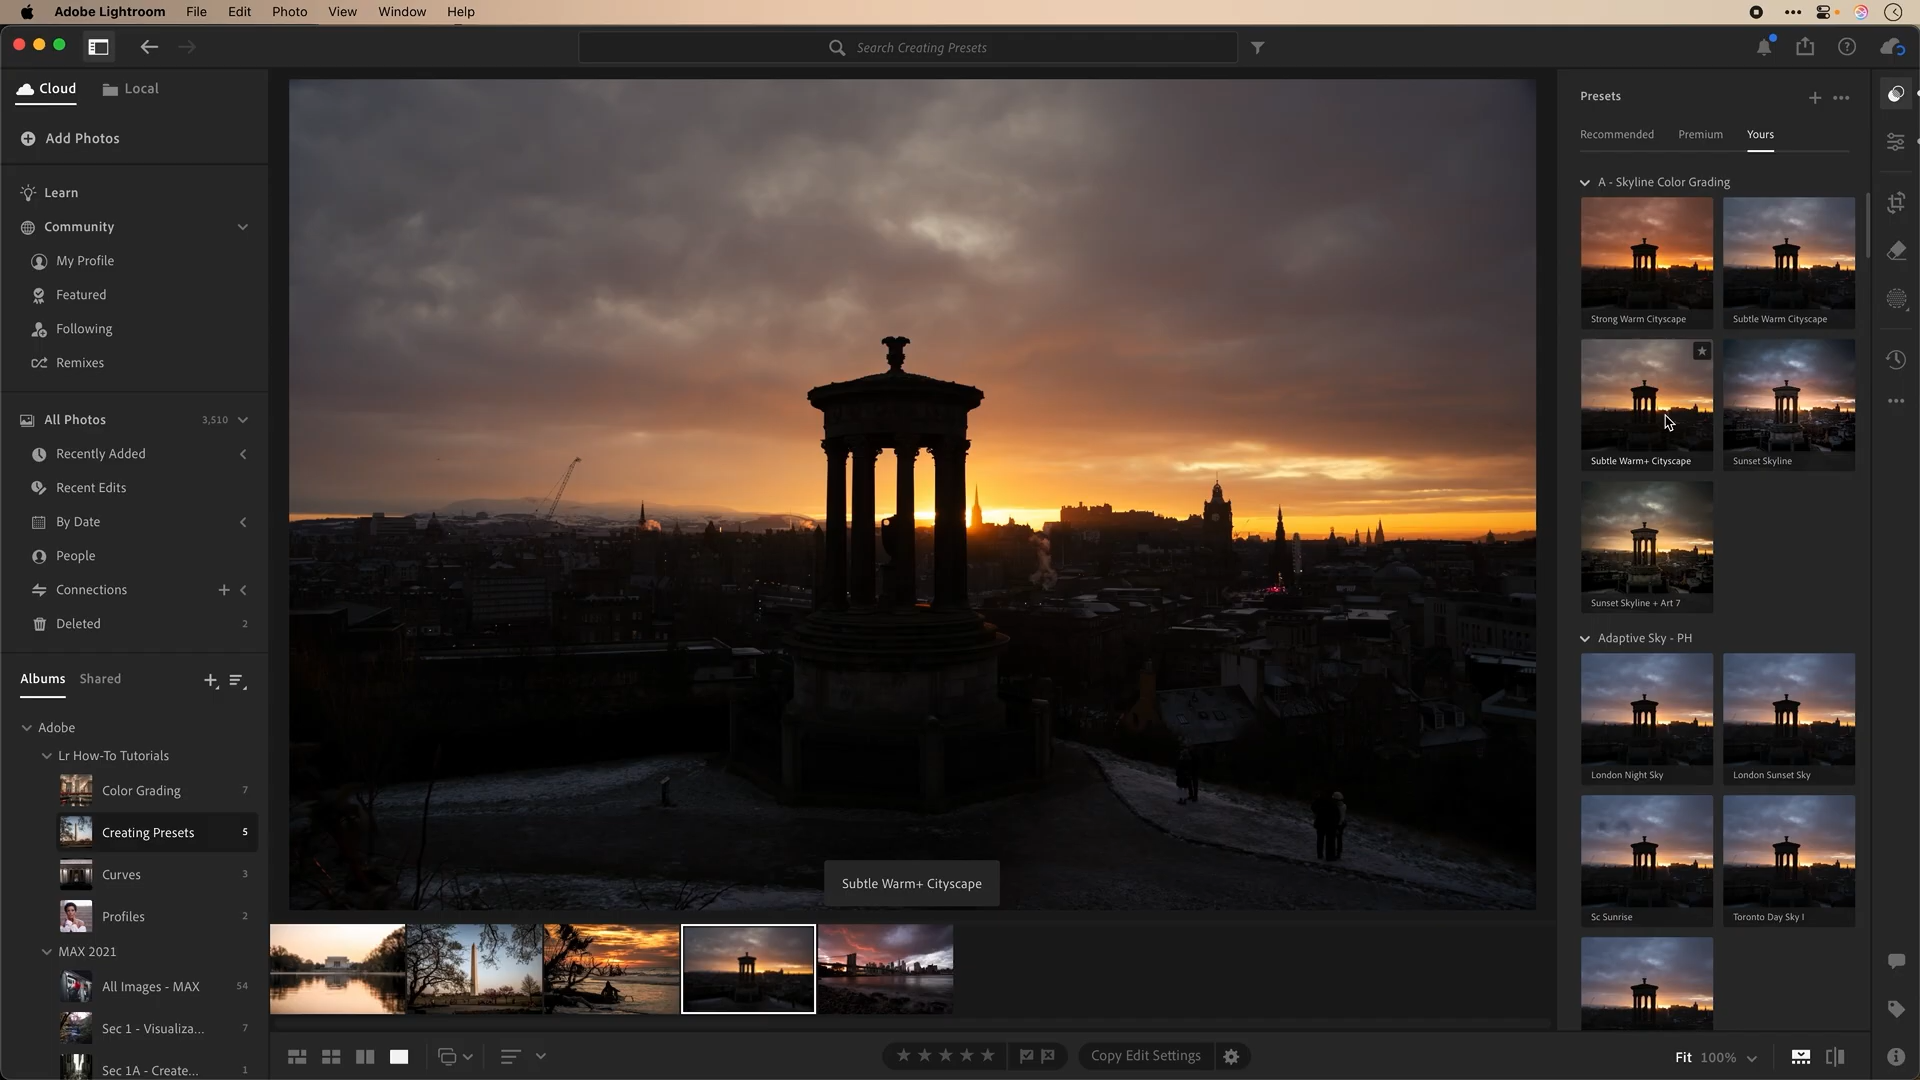 Adobe Lightroom File Edit Photo View Window Help
Search Creating Presets
Cloud Local
Add Photos
Learn
Community
My Profile
Featured
Following
Remixes
All Photos 3,510
Recently Added
Recent Edits
By Date
People
Connections
Deleted 2
Albums Shared
Adobe
Lr How-To Tutorials
Color Grading 7
Creating Presets 5
Curves 3
Profiles 2
MAX 2021
All Images - MAX 54
Sec 1 - Visualiza... 7
Sec 1A - Create... 1
Subtle Warm+ Cityscape
Copy Edit Settings
Fit 100%
Presets
Recommended Premium Yours
A - Skyline Color Grading
Strong Warm Cityscape Subtle Warm Cityscape
Subtle Warm+ Cityscape Sunset Skyline
Sunset Skyline + Art 7
Adaptive Sky - PH
London Night Sky London Sunset Sky
Sc Sunrise Toronto Day Sky I